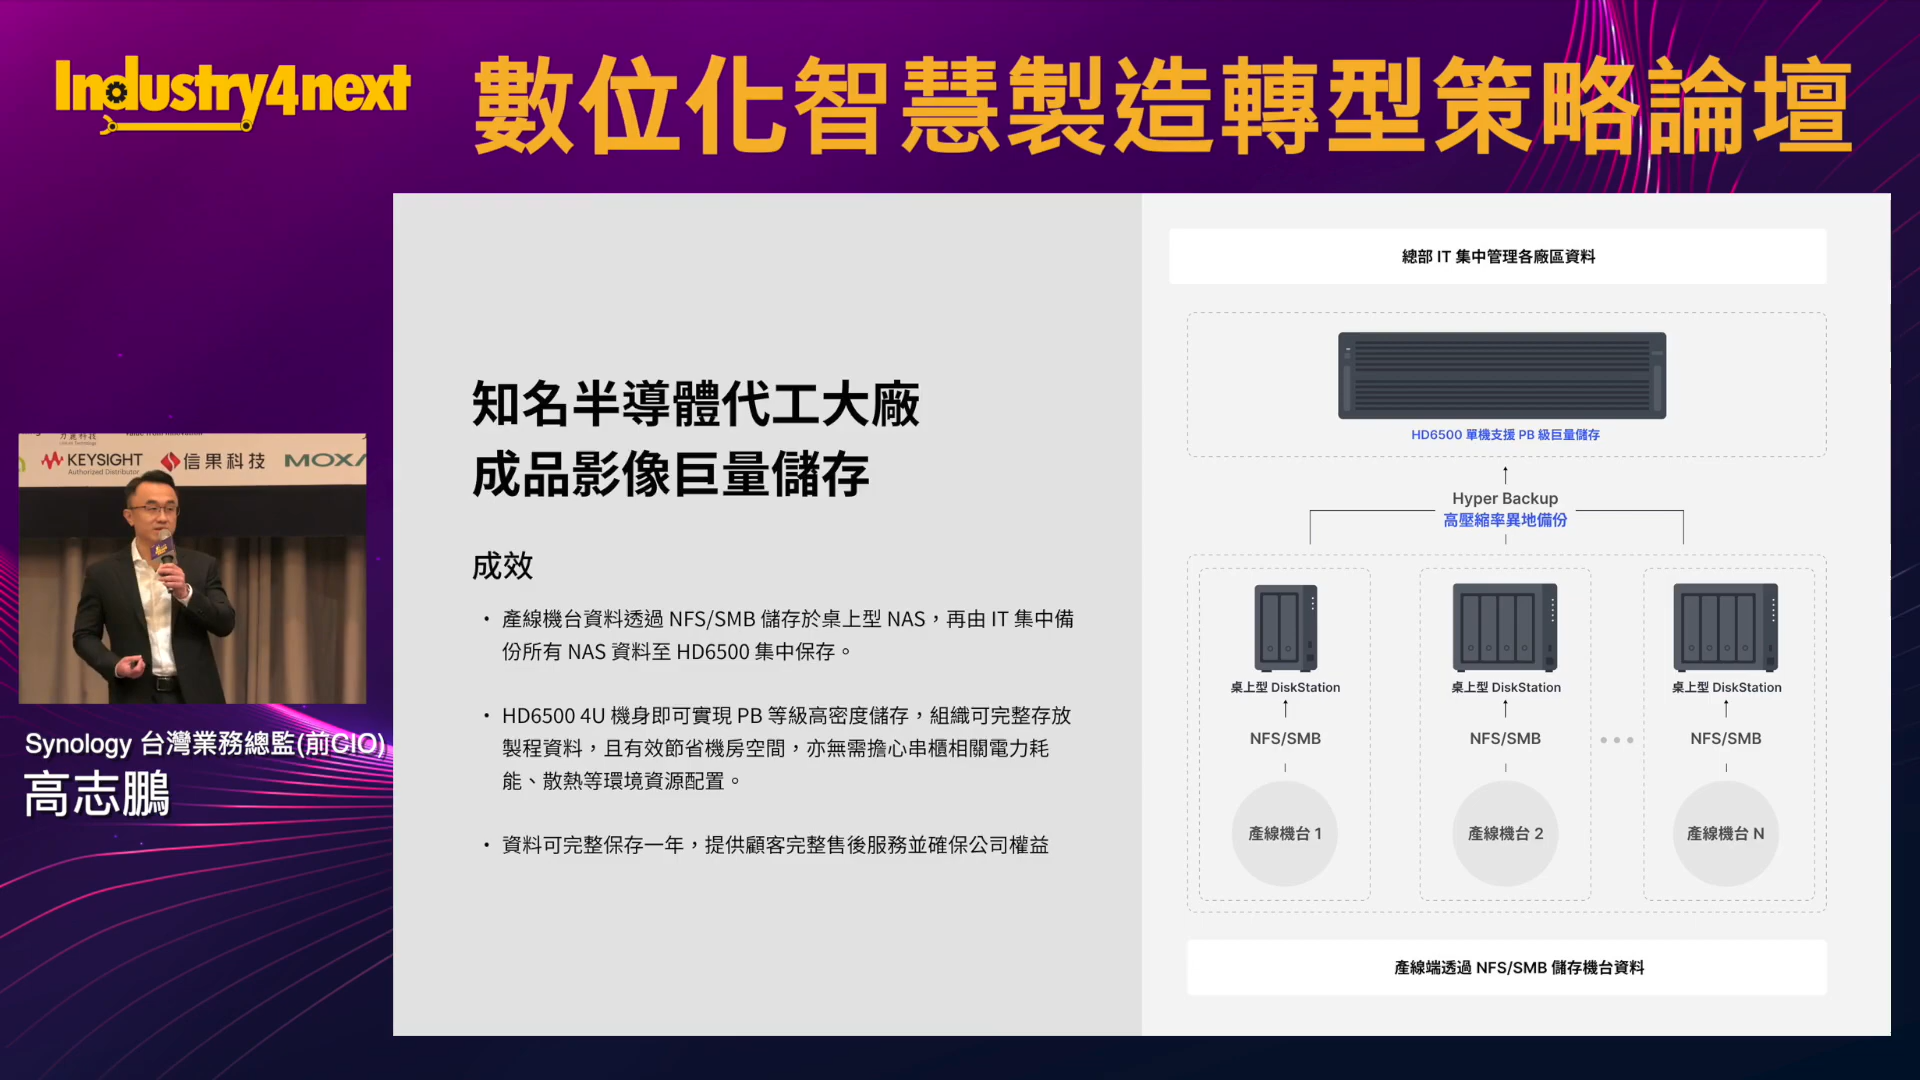 Industry4next
數位化智慧製造轉型策略論壇
總部 IT 集中管理各廠區資料
HD6500 單機支援 PB 級巨量儲存
Hyper Backup
高壓縮率異地備份
桌上型 DiskStation
桌上型 DiskStation
桌上型 DiskStation
NFS/SMB
NFS/SMB
NFS/SMB
產線機台 1
產線機台 2
產線機台 N
產線端透過 NFS/SMB 儲存機台資料
知名半導體代工大廠
成品影像巨量儲存
成效
・產線機台資料透過 NFS/SMB 儲存於桌上型 NAS，再由 IT 集中備
份所有 NAS 資料至 HD6500 集中保存。
・HD6500 4U 機身即可實現 PB 等級高密度儲存，組織可完整存放
製程資料，且有效節省機房空間，亦無需擔心串櫃相關電力耗
能、散熱等環境資源配置。
・資料可完整保存一年，提供顧客完整售後服務並確保公司權益
KEYSIGHT
Authorized Distributor
信果科技
MOXA
Synology 台灣業務總監(前CIO)
高志鵬